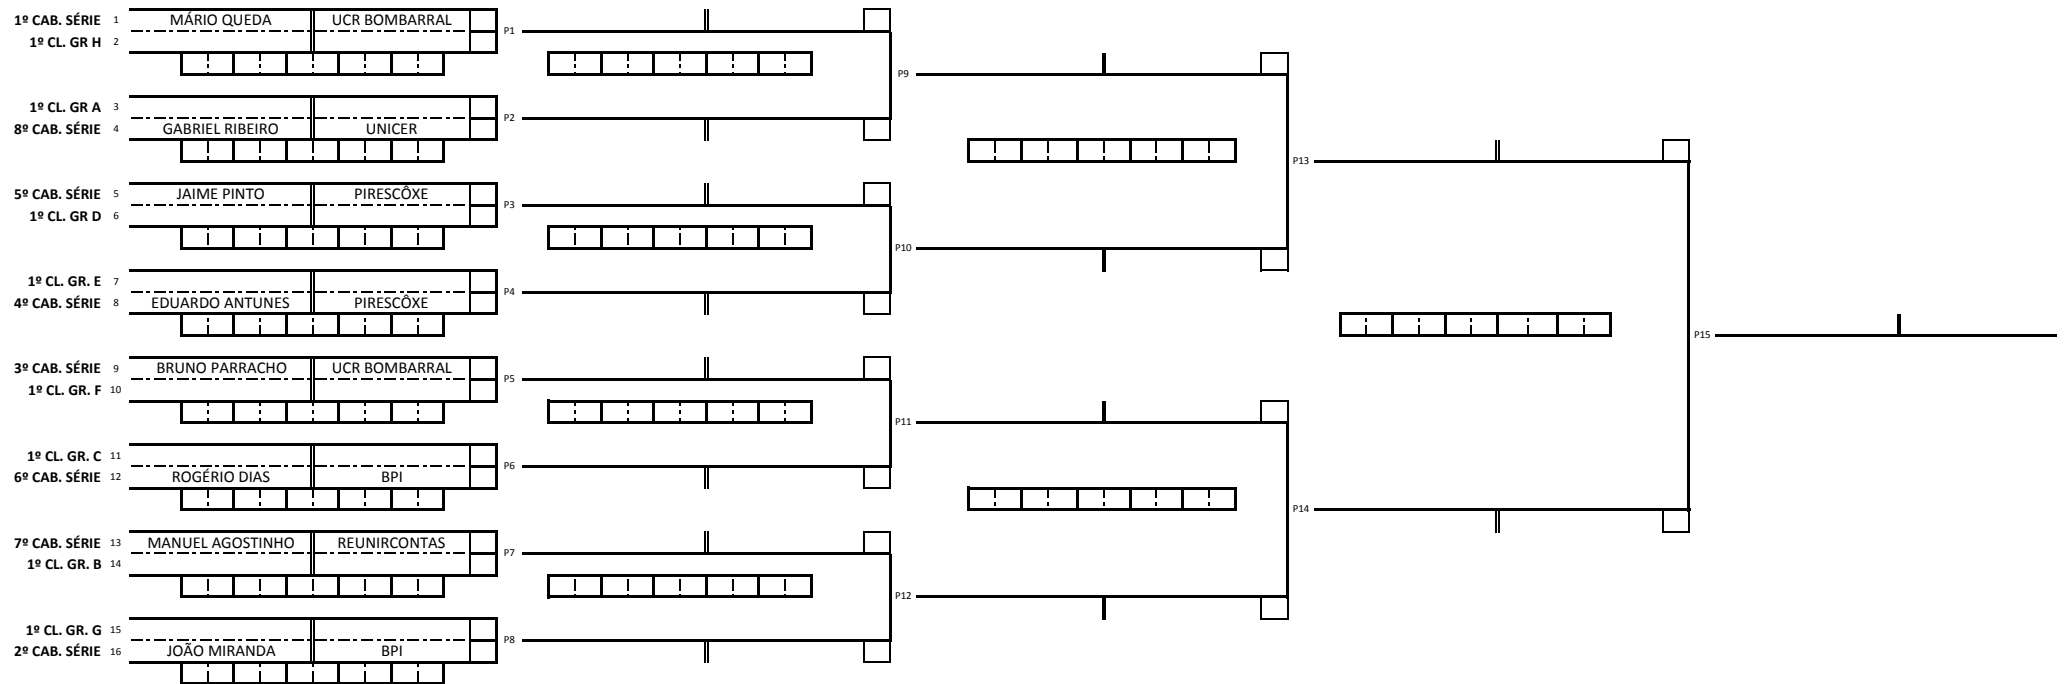 1º CAB. SÉRIE 1 MÁRIO QUEDA UCR BOMBARRAL
1º CL. GR H 2
P1
1º CL. GR A 3
8º CAB. SÉRIE 4 GABRIEL RIBEIRO UNICER
P2
5º CAB. SÉRIE 5 JAIME PINTO PIRESCÔXE
1º CL. GR D 6
P3
1º CL. GR. E 7
4º CAB. SÉRIE 8 EDUARDO ANTUNES PIRESCÔXE
P4
3º CAB. SÉRIE 9 BRUNO PARRACHO UCR BOMBARRAL
1º CL. GR. F 10
P5
1º CL. GR. C 11
6º CAB. SÉRIE 12 ROGÉRIO DIAS BPI
P6
7º CAB. SÉRIE 13 MANUEL AGOSTINHO REUNIRCONTAS
1º CL. GR. B 14
P7
1º CL. GR. G 15
2º CAB. SÉRIE 16 JOÃO MIRANDA BPI
P8
P9
P10
P11
P12
P13
P14
P15